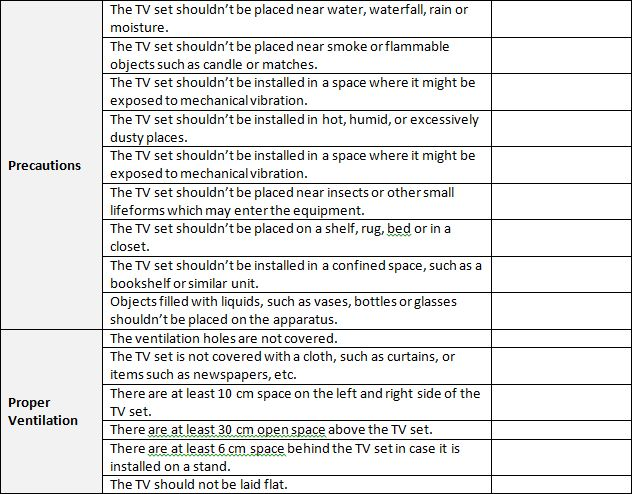 The TV set shouldn't be placed near water, waterfall, rain or
moisture.
The TV set shouldn't be placed near smoke or flammable
objects such as candle or matches.
The TV set shouldn't be installed in a space where it might be
exposed to mechanical vibration.
The TV set shouldn't be installed in hot, humid, or excessively
dusty places.
Precautions
The TV set shouldn't be installed in a space where it might be
exposed to mechanical vibration.
The TV set shouldn't be placed near insects or other small
lifeforms which may enter the equipment.
The TV set shouldn't be placed on a shelf, rug, bed or in a
closet.
The TV set shouldn't be installed in a confined space, such as a
bookshelf or similar unit.
Objects filled with liquids, such as vases, bottles or glasses
shouldn't be placed on the apparatus.
The ventilation holes are not covered.
The TV set is not covered with a cloth, such as curtains, or
items such as newspapers, etc.
Proper
Ventilation
There are at least 10 cm space on the left and right side of the
TV set.
There are at least 30 cm open space above the TV set.
There are at least 6 cm space behind the TV set in case it is
installed on a stand.
The TV should not be laid flat.